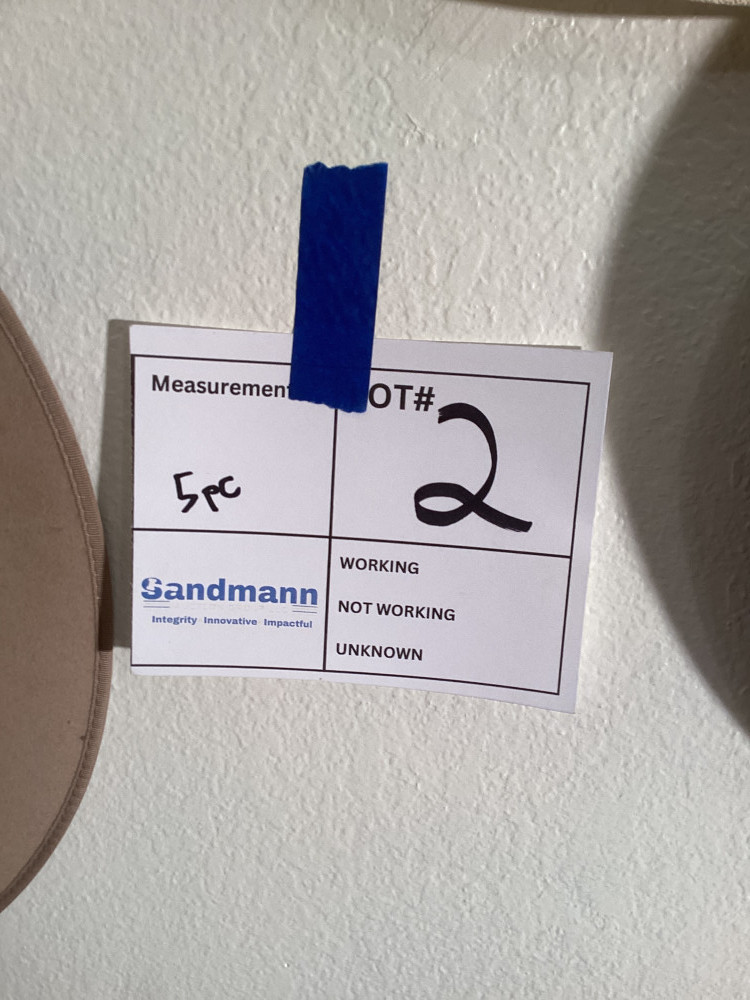 Measurement
OT#
2
5pc
Sandmann
Integrity Innovative Impactful
WORKING
NOT WORKING
UNKNOWN